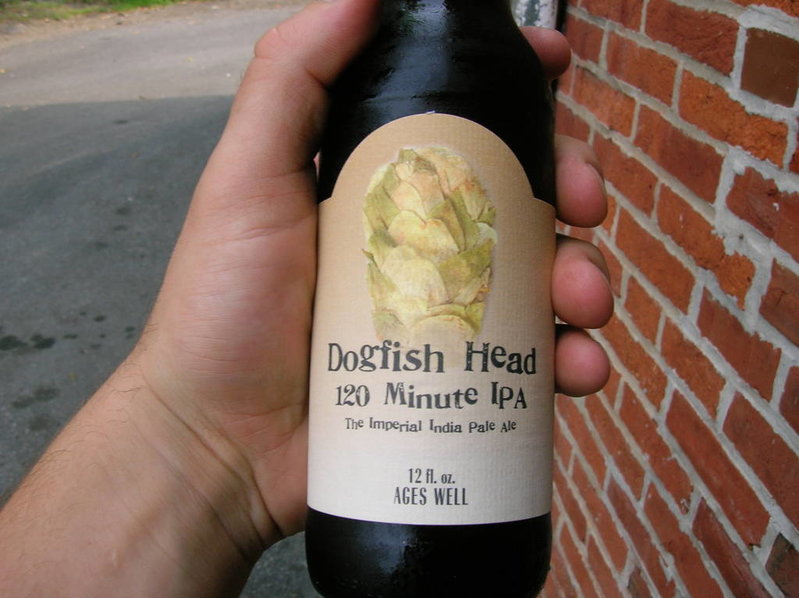 Dogfish Head
120 Minute IPA
The Imperial India Pale Ale
12 fl. oz.
AGES WELL